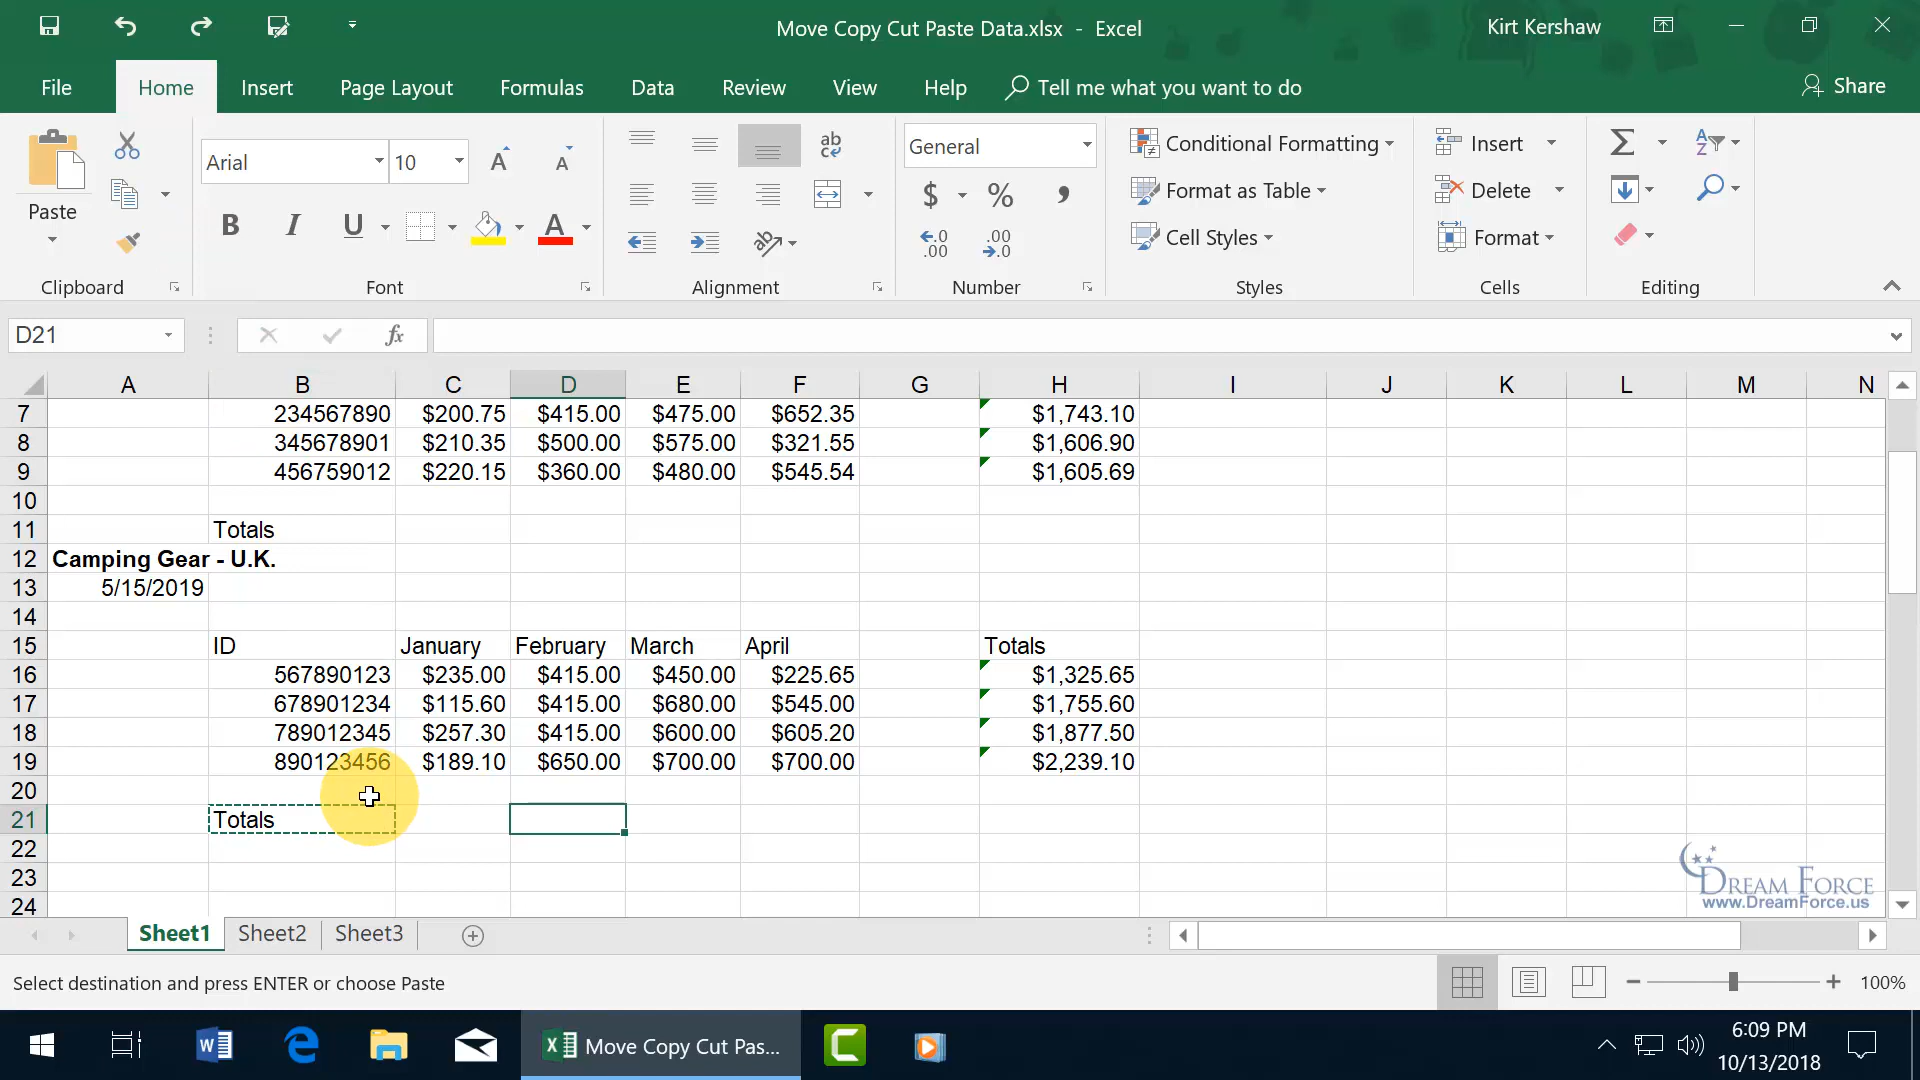 Move Copy Cut Paste Data.xlsx - Excel
Kirt Kershaw
File Home Insert Page Layout Formulas Data Review View Help Tell me what you want to do Share
Paste
Clipboard
Arial 10
A A
B I U A
Font
ab
Alignment
General
$ % ,
.0 .00
.00 .0
Number
Conditional Formatting
Format as Table
Cell Styles
Styles
Insert
Delete
Format
Cells
Σ A Z
Editing
D21 fx
A B C D E F G H I J K L M N
7 234567890 $200.75 $415.00 $475.00 $652.35 $1,743.10
8 345678901 $210.35 $500.00 $575.00 $321.55 $1,606.90
9 456759012 $220.15 $360.00 $480.00 $545.54 $1,605.69
10
11 Totals
12 Camping Gear - U.K.
13 5/15/2019
14
15 ID January February March April Totals
16 567890123 $235.00 $415.00 $450.00 $225.65 $1,325.65
17 678901234 $115.60 $415.00 $680.00 $545.00 $1,755.60
18 789012345 $257.30 $415.00 $600.00 $605.20 $1,877.50
19 890123456 $189.10 $650.00 $700.00 $700.00 $2,239.10
20
21 Totals
22
23
24
Dream Force
www.DreamForce.us
Sheet1 Sheet2 Sheet3
Select destination and press ENTER or choose Paste
100%
Move Copy Cut Pas...
6:09 PM
10/13/2018